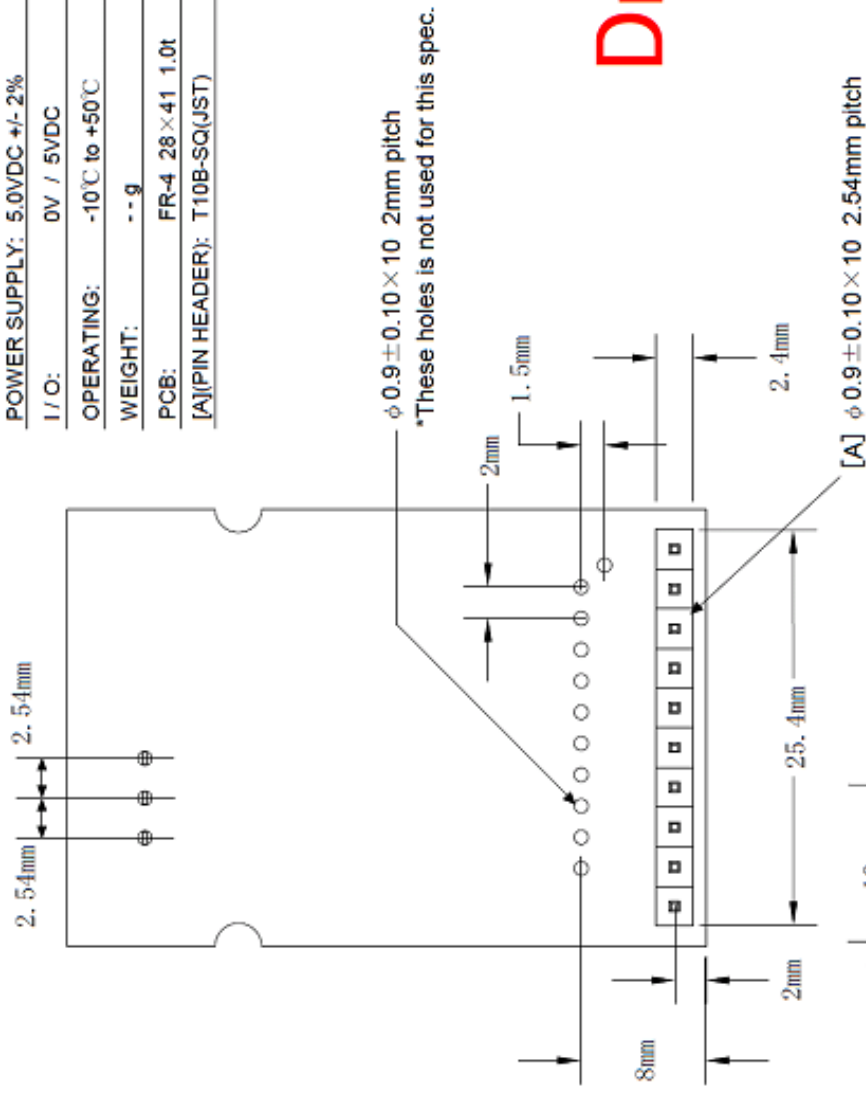 POWER SUPPLY: 5.0VDC +/- 2%
I / O: 0V / 5VDC
OPERATING: -10℃ to +50℃
WEIGHT: - - g
PCB: FR-4 28×41 1.0t
[A](PIN HEADER): T10B-SQ(JST)
ϕ0.9±0.10×10 2mm pitch
*These holes is not used for this spec.
2.54mm
2.54mm
2mm
1.5mm
2.4mm
25.4mm
2mm
8mm
[A] ϕ0.9±0.10×10 2.54mm pitch